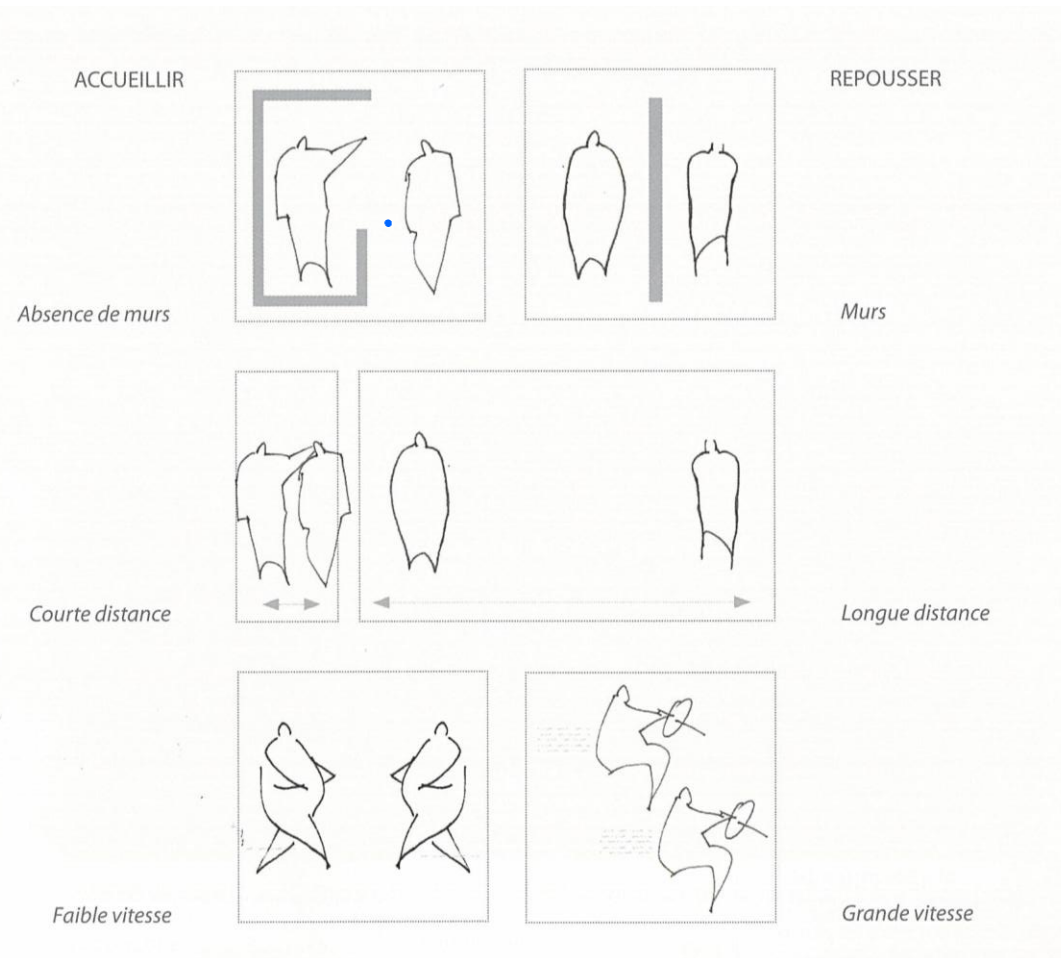 ACCUEILLIR
REPOUSSER
Absence de murs
Murs
Courte distance
Longue distance
Faible vitesse
Grande vitesse